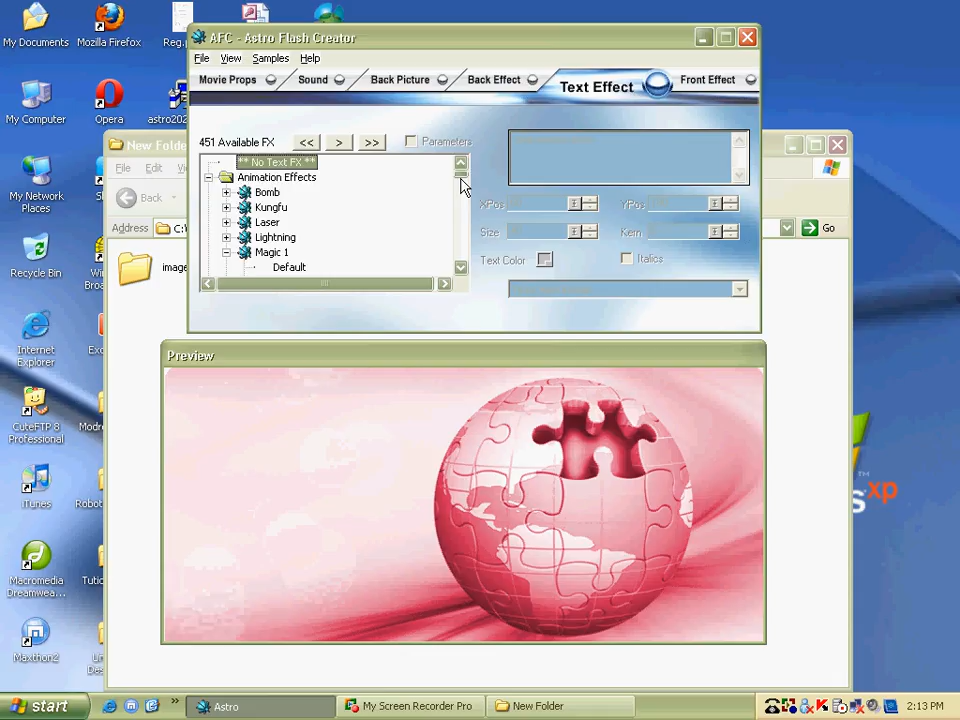 My Documents
Mozilla Firefox
Reg.
AFC - Astro Flash Creator
File View Samples Help
Movie Props
Sound
Back Picture
Back Effect
Text Effect
Front Effect
My Computer
Opera
astro202
New Folde
451 Available FX
<<
>
>>
Parameters
File Edit
** No Text FX **
Animation Effects
Bomb
Kungfu
Laser
Lightning
Magic 1
Default
XPos
YPos
Size
Kern
Text Color
Italics
Back
My Network
Places
Address
C:\
Go
Recycle Bin
image
Preview
Internet
Explorer
CuteFTP 8
Professional
iTunes
xp
Macromedia
Dreamwea...
Maxthon2
start
Astro
My Screen Recorder Pro
New Folder
2:13 PM